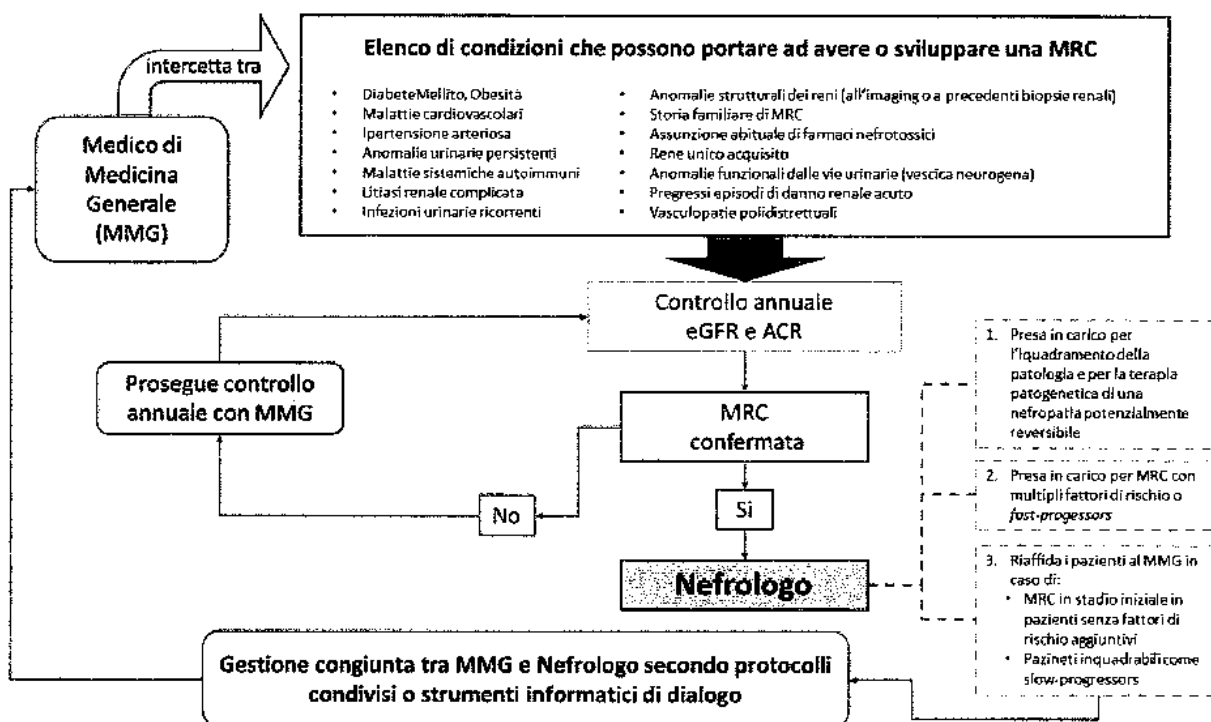 Elenco di condizioni che possono portare ad avere o sviluppare una MRC
intercetta tra
• DiabeteMellito, Obesità
• Malattie cardiovascolari
• Ipertensione arteriosa
• Anomalie urinarie persistenti
• Malattie sistemiche autoimmuni
• Litiasi renale complicata
• Infezioni urinarie ricorrenti
• Anomalie strutturali dei reni (all'imaging o a precedenti biopsie renali)
• Storia familiare di MRC
• Assunzione abituale di farmaci nefrotossici
• Rene unico acquisito
• Anomalie funzionali dalle vie urinarie (vescica neurogena)
• Pregressi episodi di danno renale acuto
• Vasculopatie polidistrettuali
Medico di
Medicina
Generale
(MMG)
Controllo annuale
eGFR e ACR
Prosegue controllo
annuale con MMG
MRC
confermata
No
Si
Nefrologo
1. Presa in carico per
l'iquadramento della
patologia e per la terapia
patogenetica di una
nefropatia potenzialmente
reversibile
2. Presa in carico per MRC con
multipli fattori di rischio o
fast-progessors
3. Riaffida i pazienti al MMG in
caso di:
• MRC in stadio iniziale in
pazienti senza fattori di
rischio aggiuntivi
• Pazineti inquadrabili come
slow-progressors
Gestione congiunta tra MMG e Nefrologo secondo protocolli
condivisi o strumenti informatici di dialogo